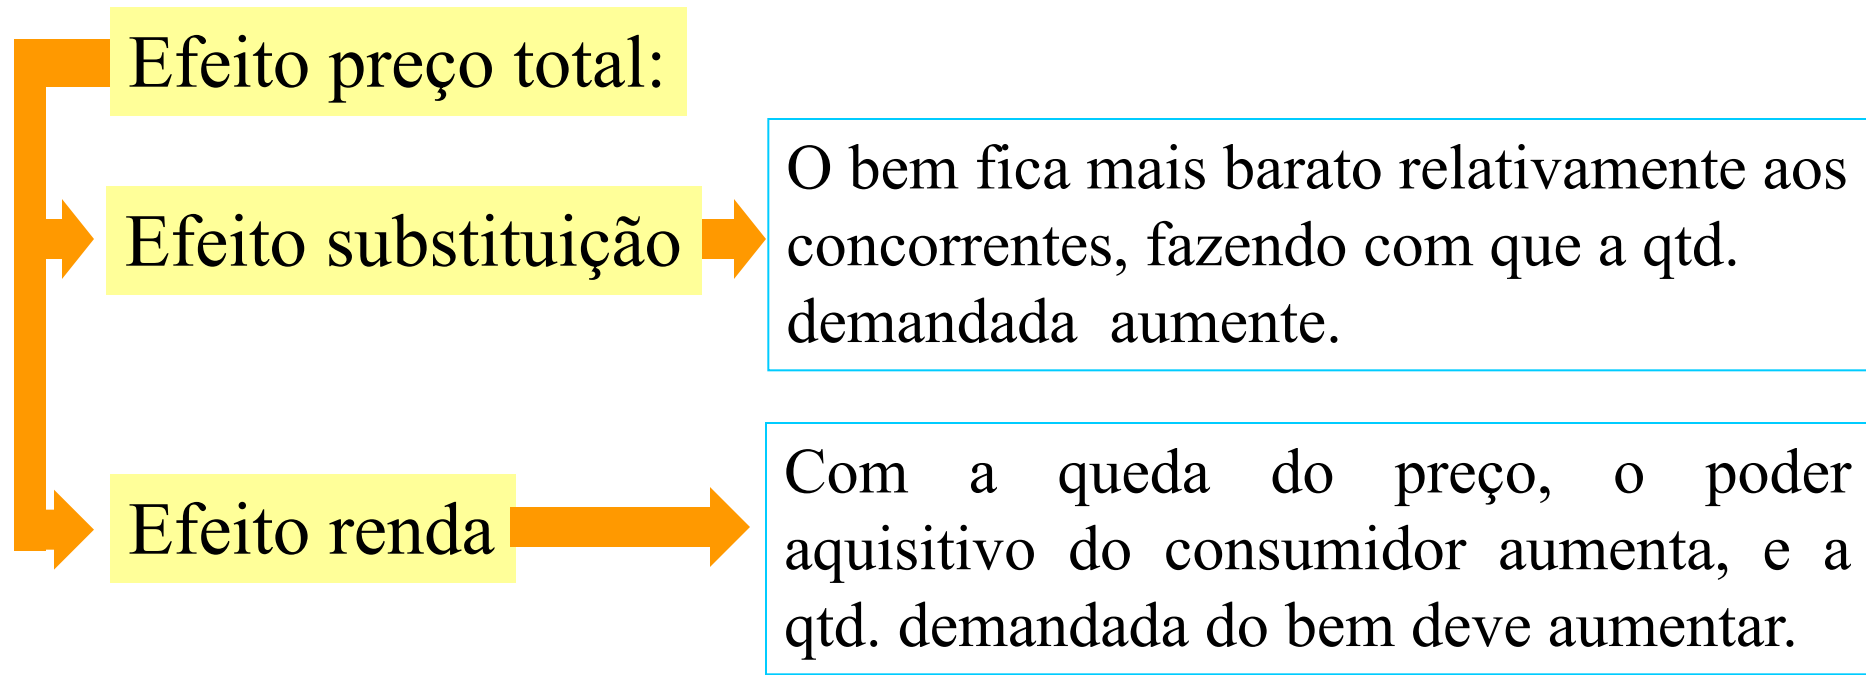 Efeito preço total:
Efeito substituição
O bem fica mais barato relativamente aos
concorrentes, fazendo com que a qtd.
demandada aumente.
Efeito renda
Com a queda do preço, o poder
aquisitivo do consumidor aumenta, e a
qtd. demandada do bem deve aumentar.